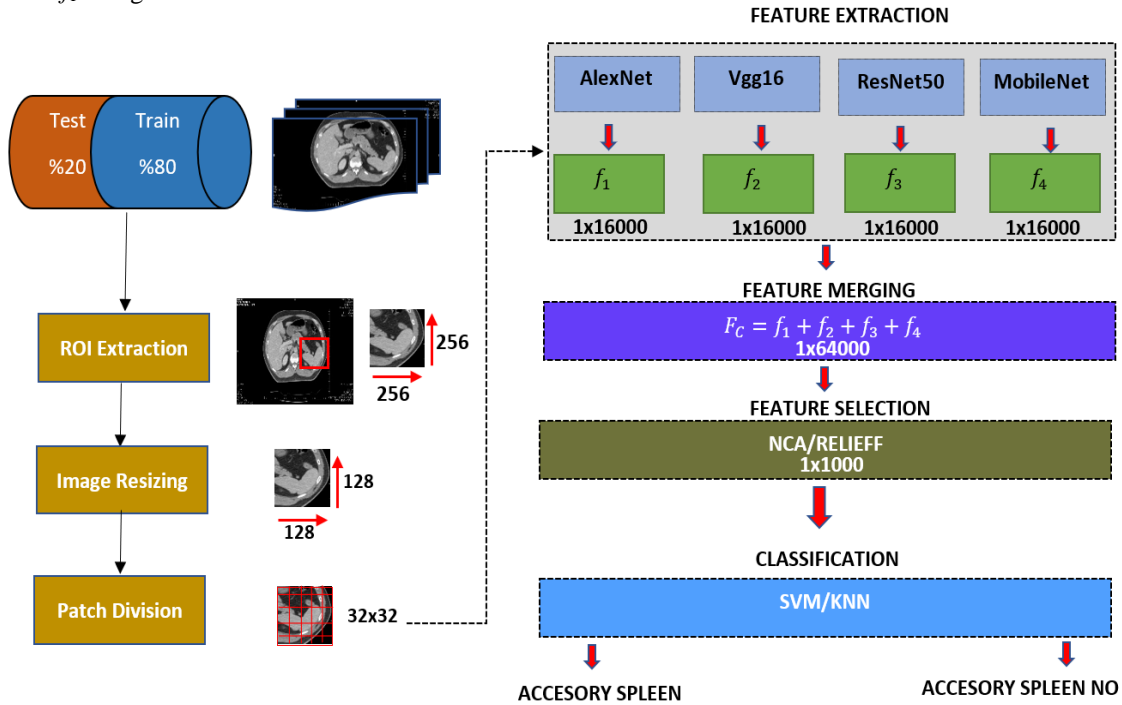 FEATURE EXTRACTION
AlexNet
Vgg16
ResNet50
MobileNet
f₁
f₂
f₃
f₄
1x16000
1x16000
1x16000
1x16000
Test
%20
Train
%80
ROI Extraction
256
256
Image Resizing
128
128
Patch Division
32x32
FEATURE MERGING
F_C = f₁ + f₂ + f₃ + f₄
1x64000
FEATURE SELECTION
NCA/RELIEFF
1x1000
CLASSIFICATION
SVM/KNN
ACCESORY SPLEEN
ACCESORY SPLEEN NO